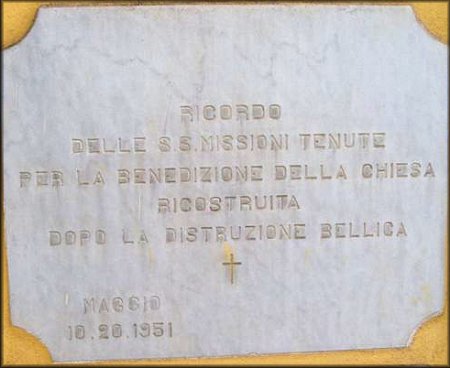 RICORDO
DELLE S.S. MISSIONI TENUTE
PER LA BENEDIZIONE DELLA CHIESA
RICOSTRUITA
DOPO LA DISTRUZIONE BELLICA
MAGGIO
10.20.1951